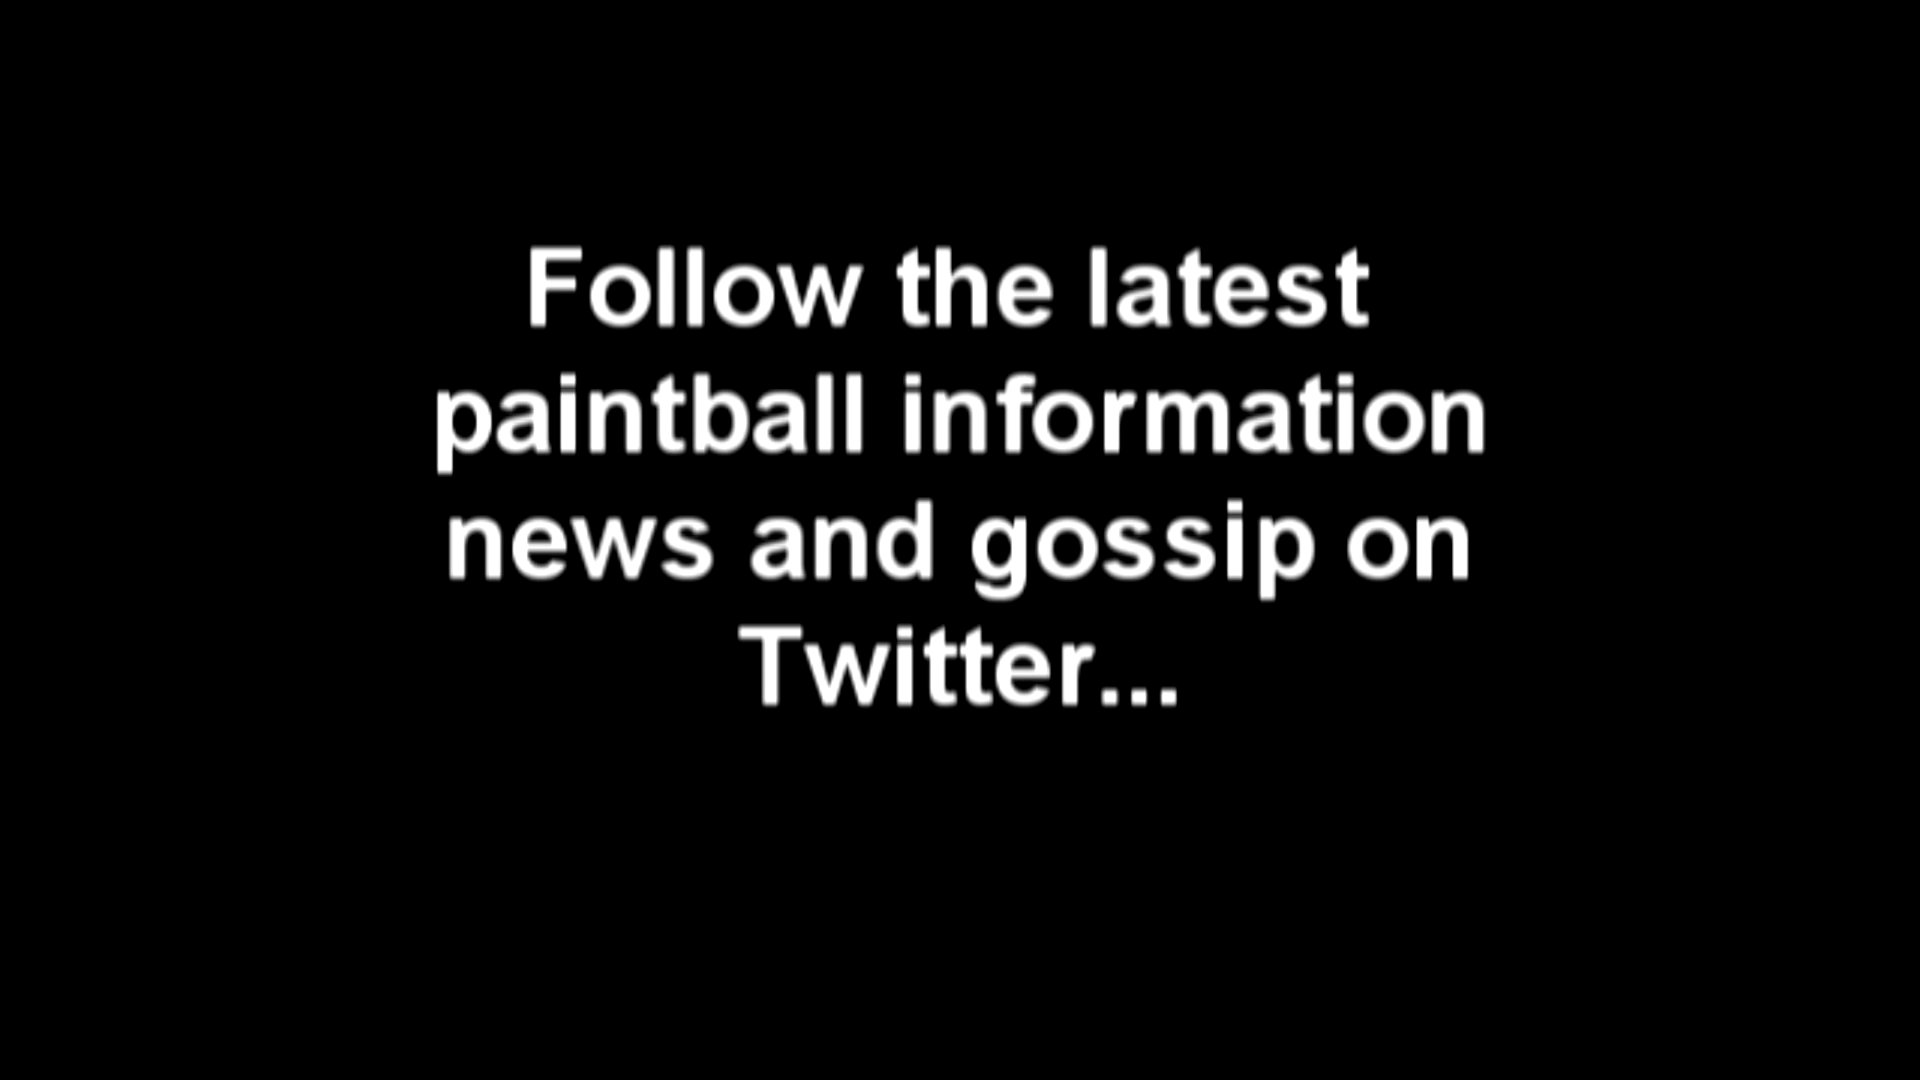 Follow the latest
paintball information
news and gossip on
Twitter...